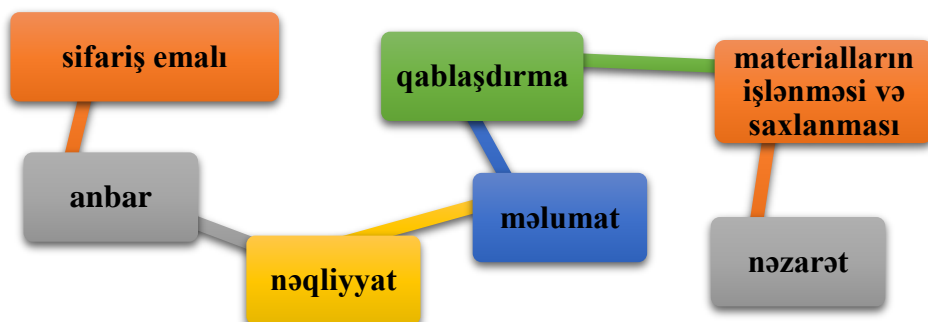 sifariş emalı
anbar
nəqliyyat
məlumat
qablaşdırma
materialların
işlənməsi və
saxlanması
nəzarət